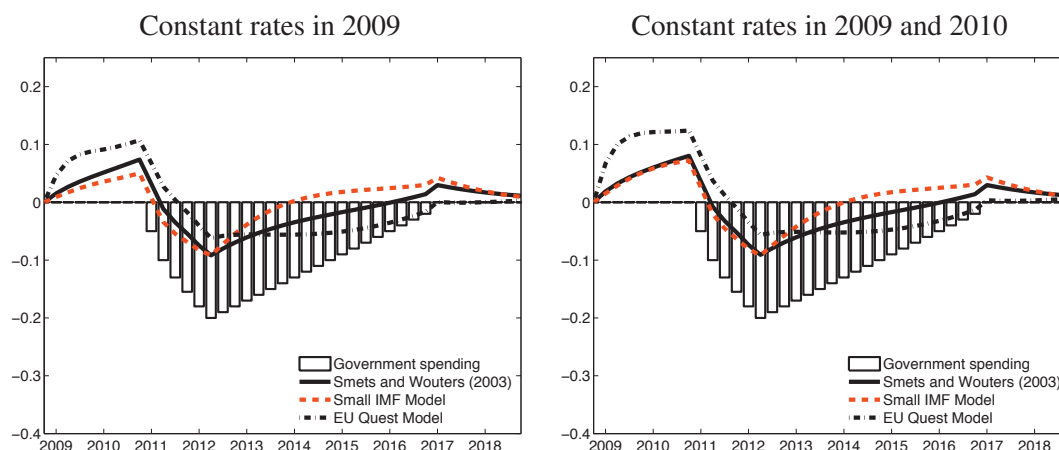 Constant rates in 2009
0.2
0.1
0
−0.1
−0.2
−0.3
−0.4
Government spending
Smets and Wouters (2003)
Small IMF Model
EU Quest Model
2009 2010 2011 2012 2013 2014 2015 2016 2017 2018
Constant rates in 2009 and 2010
0.2
0.1
0
−0.1
−0.2
−0.3
−0.4
Government spending
Smets and Wouters (2003)
Small IMF Model
EU Quest Model
2009 2010 2011 2012 2013 2014 2015 2016 2017 2018